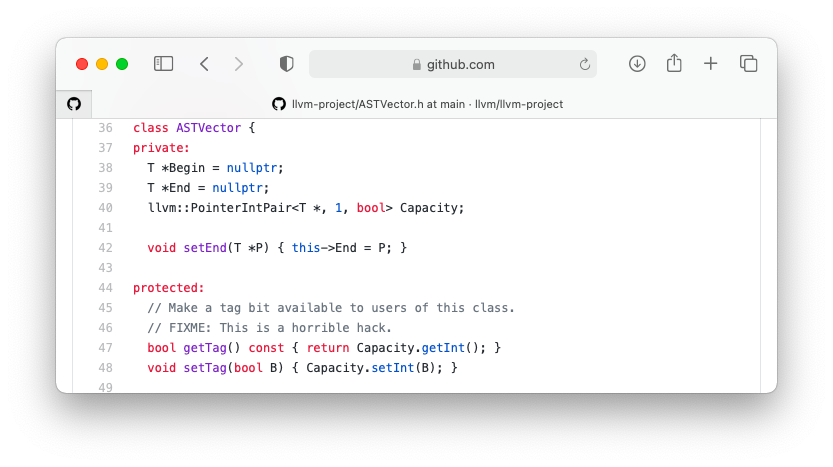 github.com
llvm-project/ASTVector.h at main · llvm/llvm-project
36 class ASTVector {
37 private:
38   T *Begin = nullptr;
39   T *End = nullptr;
40   llvm::PointerIntPair<T *, 1, bool> Capacity;
41
42   void setEnd(T *P) { this->End = P; }
43
44 protected:
45   // Make a tag bit available to users of this class.
46   // FIXME: This is a horrible hack.
47   bool getTag() const { return Capacity.getInt(); }
48   void setTag(bool B) { Capacity.setInt(B); }
49